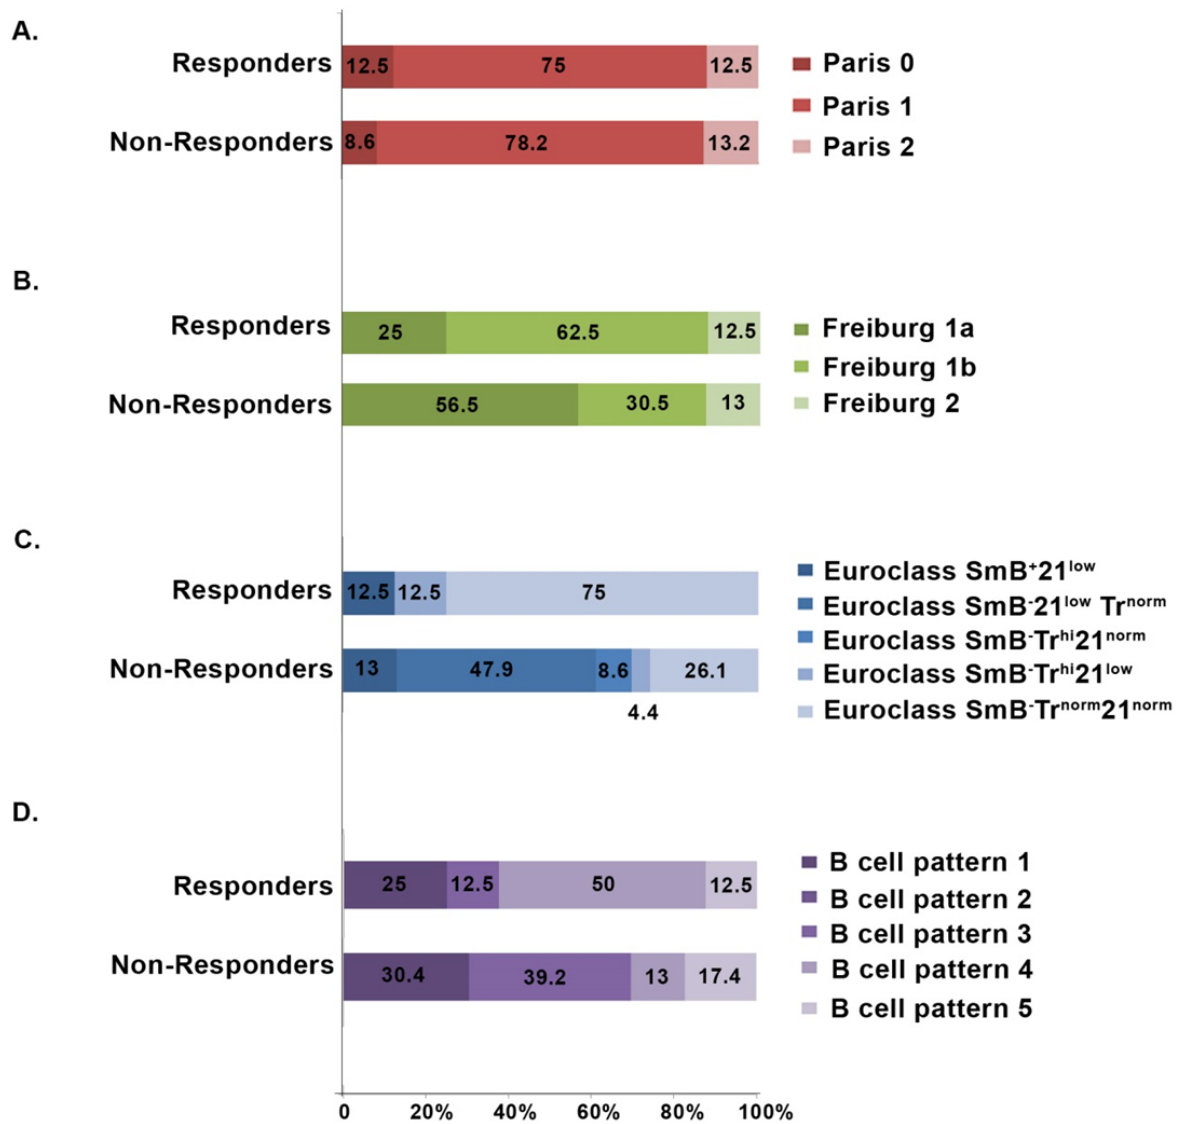 A.
Responders 12.5 75 12.5
Non-Responders 8.6 78.2 13.2
Paris 0
Paris 1
Paris 2
B.
Responders 25 62.5 12.5
Non-Responders 56.5 30.5 13
Freiburg 1a
Freiburg 1b
Freiburg 2
C.
Responders 12.5 12.5 75
Non-Responders 13 47.9 8.6 26.1
4.4
Euroclass SmB⁺21ˡᵒʷ
Euroclass SmB⁻21ˡᵒʷ Trⁿᵒʳᵐ
Euroclass SmB⁻Trʰⁱ21ⁿᵒʳᵐ
Euroclass SmB⁻Trʰⁱ21ˡᵒʷ
Euroclass SmB⁻Trⁿᵒʳᵐ21ⁿᵒʳᵐ
D.
Responders 25 12.5 50 12.5
Non-Responders 30.4 39.2 13 17.4
B cell pattern 1
B cell pattern 2
B cell pattern 3
B cell pattern 4
B cell pattern 5
0 20% 40% 60% 80% 100%